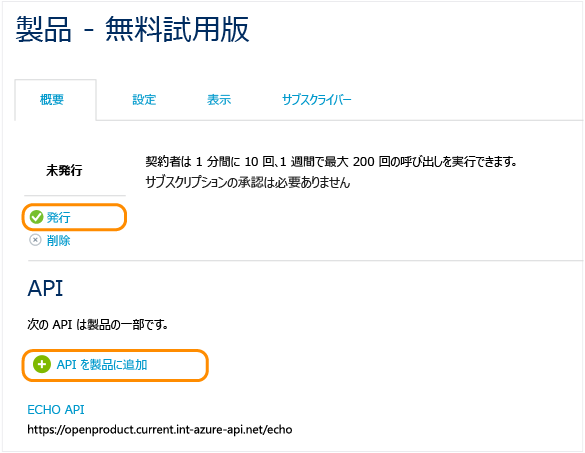 製品 - 無料試用版
概要 設定 表示 サブスクライバー
未発行
契約者は 1 分間に 10 回、1 週間で最大 200 回の呼び出しを実行できます。
サブスクリプションの承認は必要ありません
発行
削除
API
次の API は製品の一部です。
API を製品に追加
ECHO API
https://openproduct.current.int-azure-api.net/echo